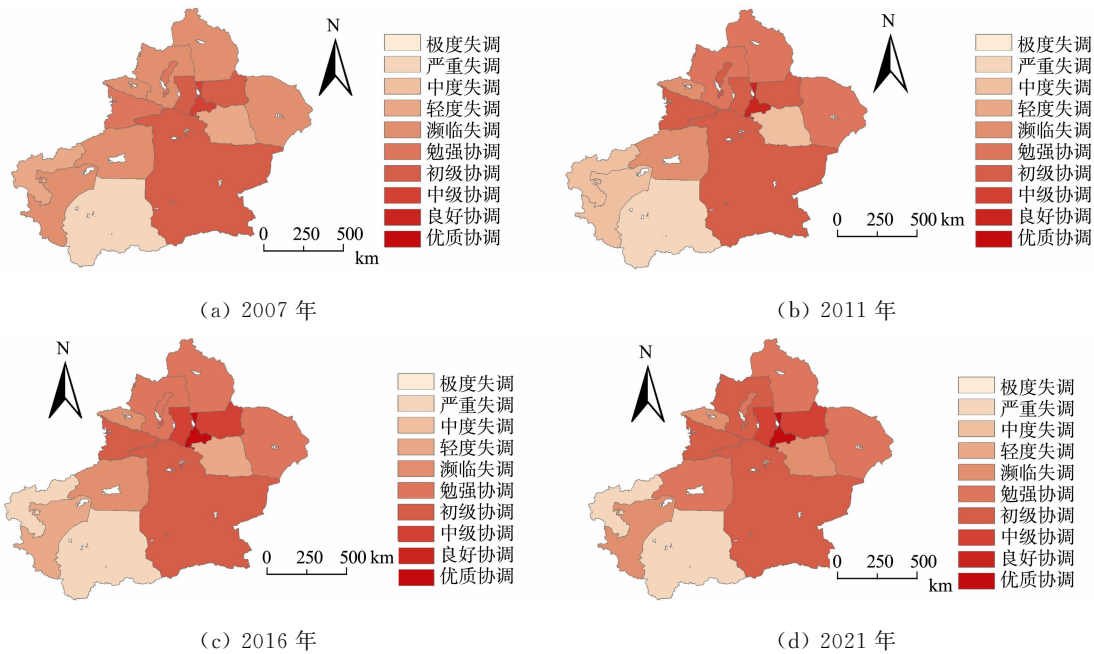 N
极度失调
严重失调
中度失调
轻度失调
濒临失调
勉强协调
初级协调
中级协调
良好协调
优质协调
0 250 500
km
(a) 2007 年
N
极度失调
严重失调
中度失调
轻度失调
濒临失调
勉强协调
初级协调
中级协调
良好协调
优质协调
0 250 500 km
(b) 2011 年
N
极度失调
严重失调
中度失调
轻度失调
濒临失调
勉强协调
初级协调
中级协调
良好协调
优质协调
0 250 500 km
(c) 2016 年
N
极度失调
严重失调
中度失调
轻度失调
濒临失调
勉强协调
初级协调
中级协调
良好协调
优质协调
0 250 500
km
(d) 2021 年